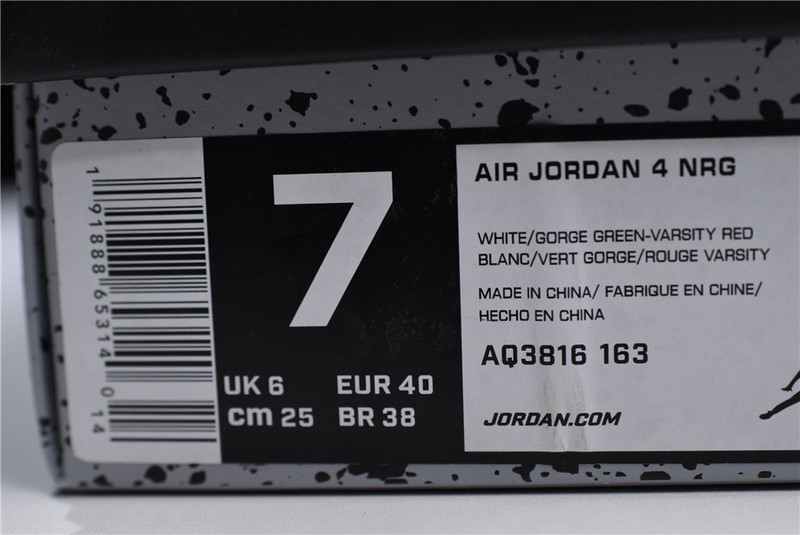 1 91888 65314 0 14
7
UK 6 EUR 40
cm 25 BR 38
AIR JORDAN 4 NRG
WHITE/GORGE GREEN-VARSITY RED
BLANC/VERT GORGE/ROUGE VARSITY
MADE IN CHINA/ FABRIQUE EN CHINE/
HECHO EN CHINA
AQ3816 163
JORDAN.COM